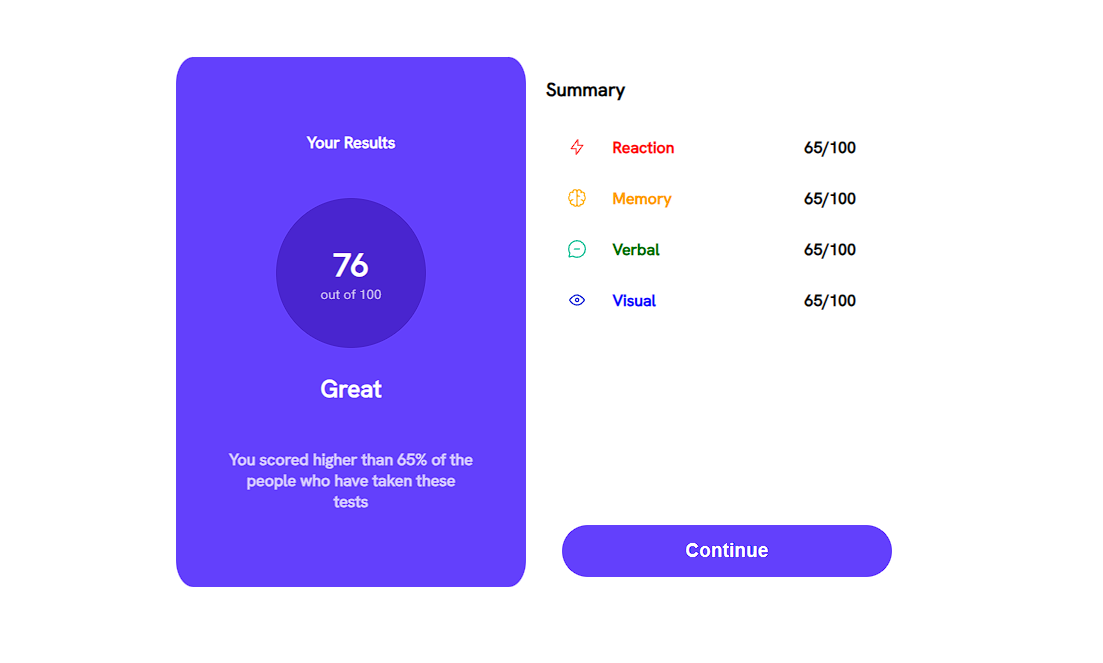 Your Results
76
out of 100
Great
You scored higher than 65% of the
people who have taken these
tests
Summary
Reaction 65/100
Memory 65/100
Verbal 65/100
Visual 65/100
Continue